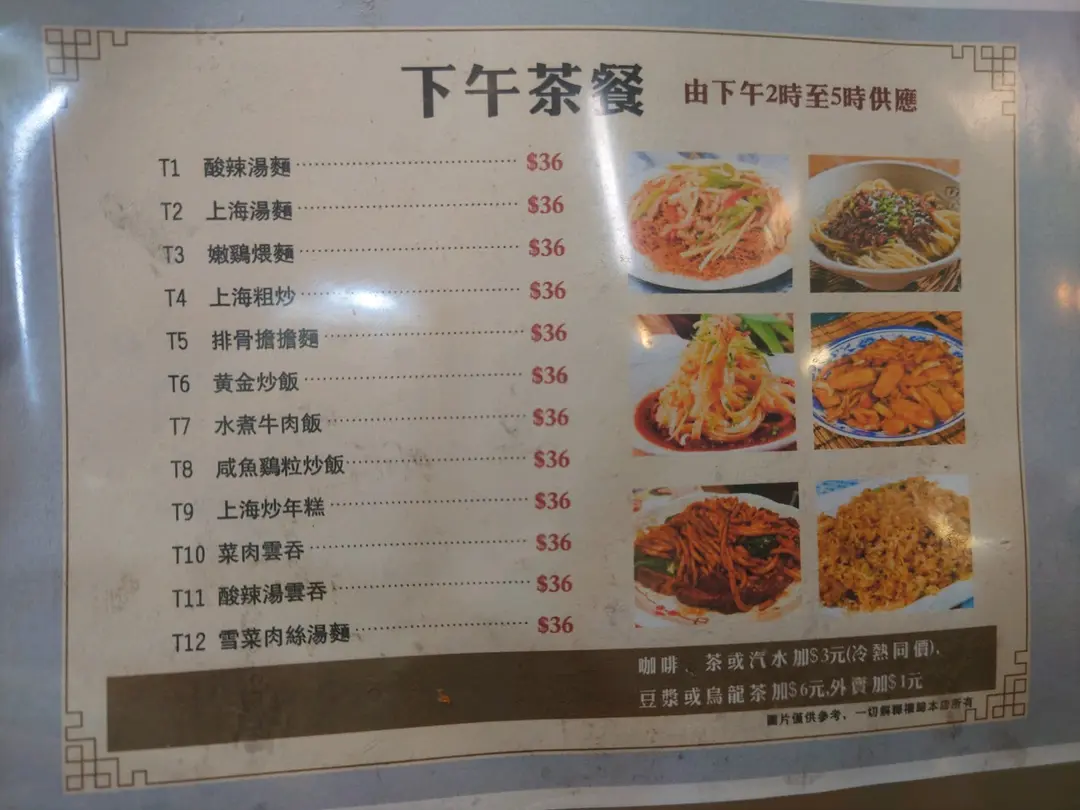 下午茶餐 由下午2時至5時供應
T1 酸辣湯麵 $36
T2 上海湯麵 $36
T3 嫩鷄煨麵 $36
T4 上海粗炒 $36
T5 排骨擔擔麵 $36
T6 黃金炒飯 $36
T7 水煮牛肉飯 $36
T8 咸魚鷄粒炒飯 $36
T9 上海炒年糕 $36
T10 菜肉雲吞 $36
T11 酸辣湯雲吞 $36
T12 雪菜肉絲湯麵 $36
咖啡、茶或汽水加$3元(冷熱同價),
豆漿或烏龍茶加$6元,外賣加$1元
圖片僅供參考、一切解釋權歸本店所有